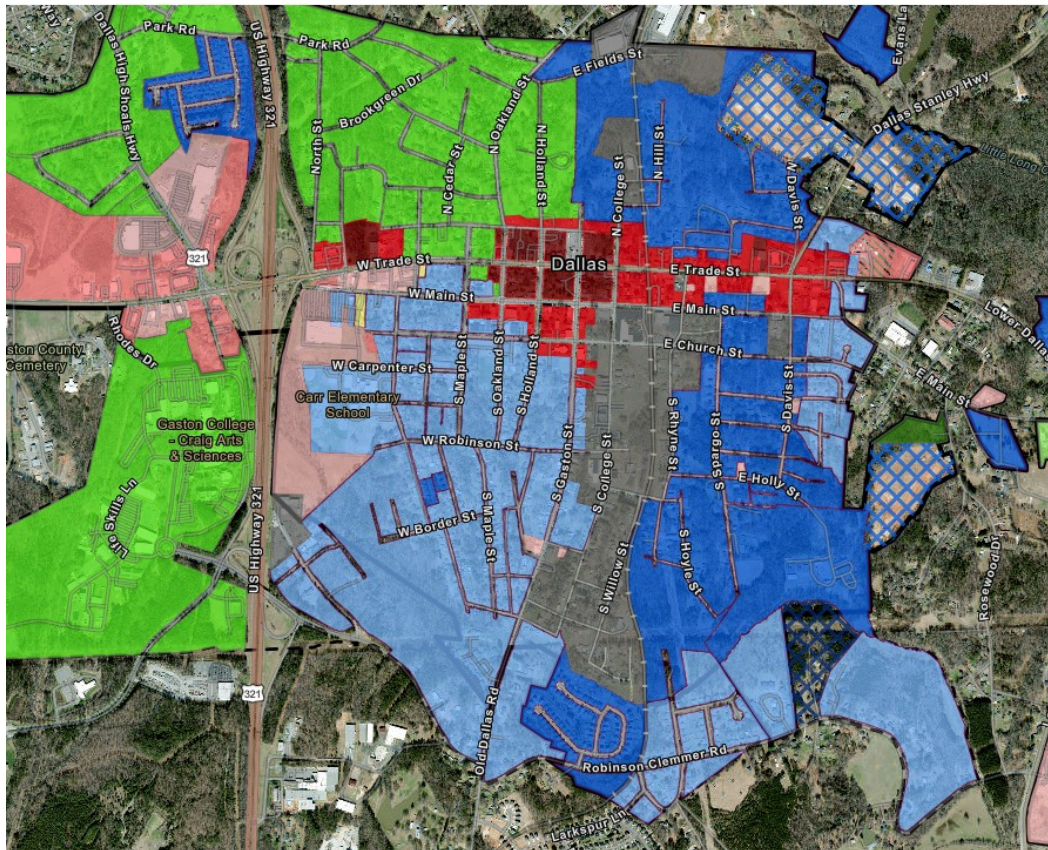 Way
Park Rd
Dallas High Shoals Hwy
US Highway 321
Park Rd
Brookgreen Dr
North St
N Cedar St
N Oakland St
N Holland St
E Fields St
N College St
N Hill St
N Davis St
Evans La
Dallas Stanley Hwy
Little Long C
321
W Trade St
Dallas
E Trade St
W Main St
E Main St
Lower Dallas
Rhodes Dr
ston County
Cemetery
E Church St
W Carpenter St
S Maple St
S Oakland St
S Holland St
Carr Elementary
School
E Main St
S Davis St
Gaston College
- Craig Arts
& Sciences
W Robinson St
S Gaston St
S College St
S Rhyne St
S Spargo St
E Holly St
Life Skills Ln
US Highway 321
W Border St
S Maple St
S Willow St
S Hoyle St
Rosewood Dr
321
Old Dallas Rd
Robinson Clemmer Rd
Larkspur Ln